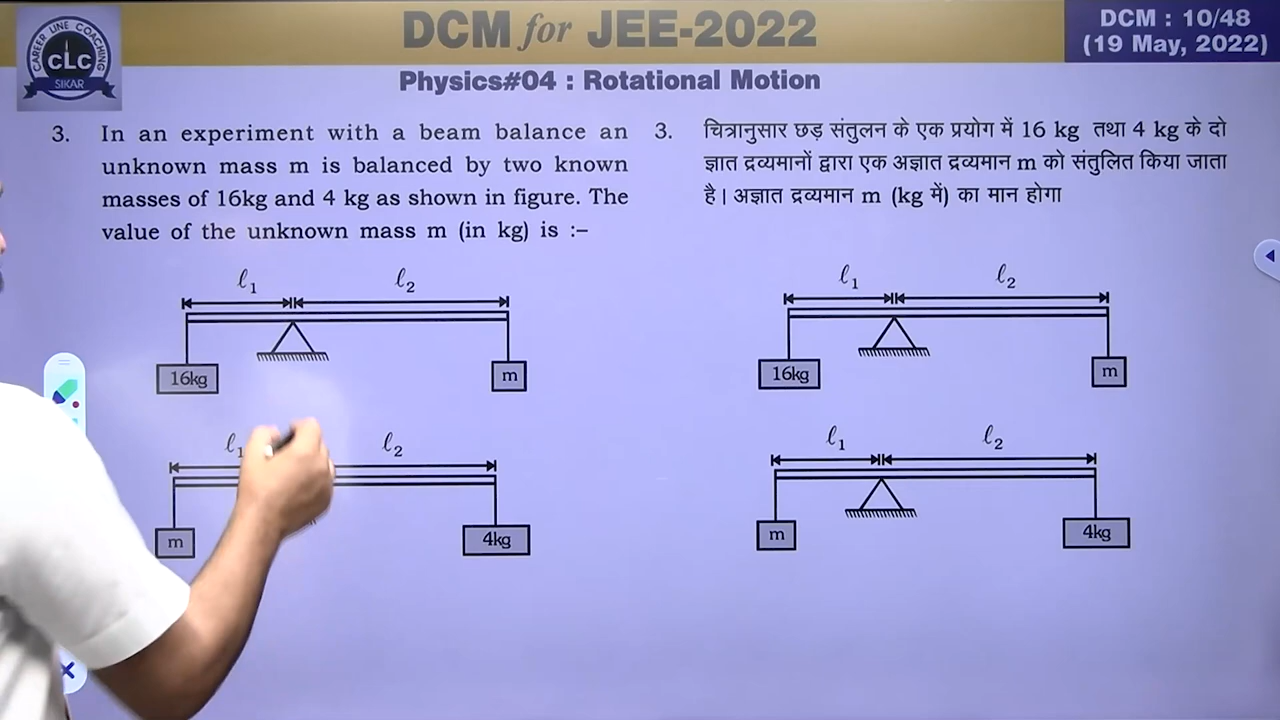 DCM for JEE-2022
DCM : 10/48
(19 May, 2022)
CAREER LINE COACHING
CLC
SIKAR
Physics#04 : Rotational Motion
3. In an experiment with a beam balance an
unknown mass m is balanced by two known
masses of 16kg and 4 kg as shown in figure. The
value of the unknown mass m (in kg) is :–
ℓ1 ℓ2
16kg m
ℓ1 ℓ2
m 4kg
3. चित्रानुसार छड़ संतुलन के एक प्रयोग में 16 kg तथा 4 kg के दो
ज्ञात द्रव्यमानों द्वारा एक अज्ञात द्रव्यमान m को संतुलित किया जाता
है। अज्ञात द्रव्यमान m (kg में) का मान होगा
ℓ1 ℓ2
16kg m
ℓ1 ℓ2
m 4kg